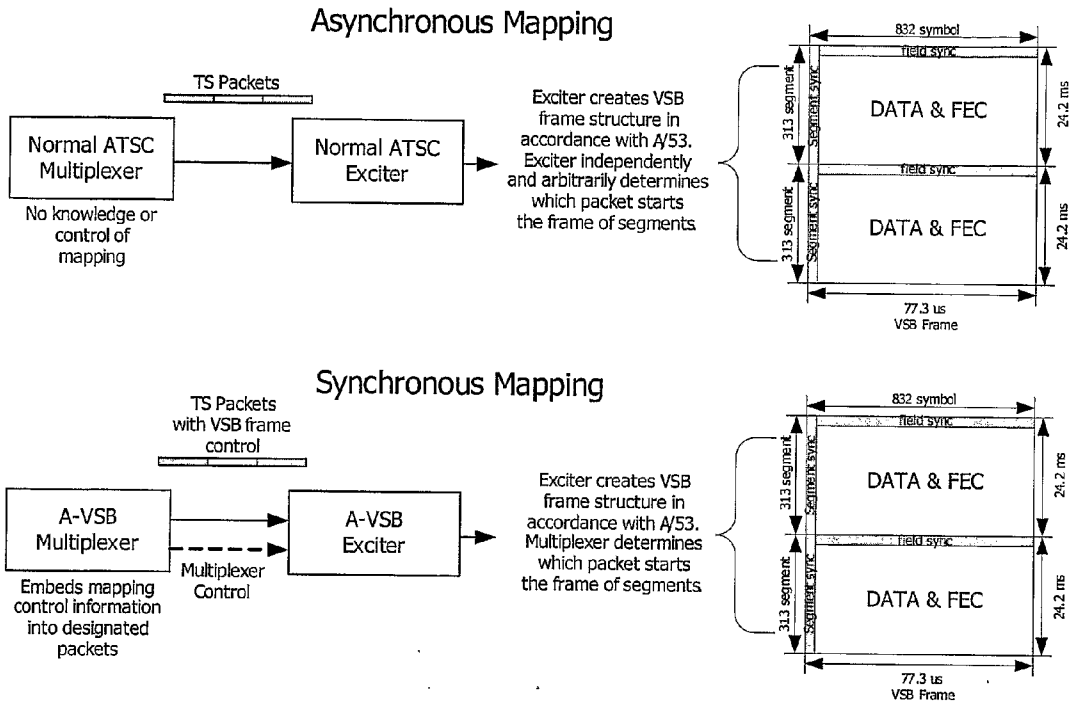 Asynchronous Mapping
TS Packets
Normal ATSC
Multiplexer
No knowledge or
control of
mapping
Normal ATSC
Exciter
Exciter creates VSB
frame structure in
accordance with A/53.
Exciter independently
and arbitrarily determines
which packet starts
the frame of segments.
832 symbol
field sync
313 segment
Segment sync
DATA & FEC
24.2 ms
field sync
313 segment
Segment sync
DATA & FEC
24.2 ms
77.3 us
VSB Frame
Synchronous Mapping
TS Packets
with VSB frame
control
A-VSB
Multiplexer
Embeds mapping
control information
into designated
packets
Multiplexer
Control
A-VSB
Exciter
Exciter creates VSB
frame structure in
accordance with A/53.
Multiplexer determines
which packet starts
the frame of segments.
832 symbol
field sync
313 segment
Segment sync
DATA & FEC
24.2 ms
field sync
313 segment
Segment sync
DATA & FEC
24.2 ms
77.3 us
VSB Frame